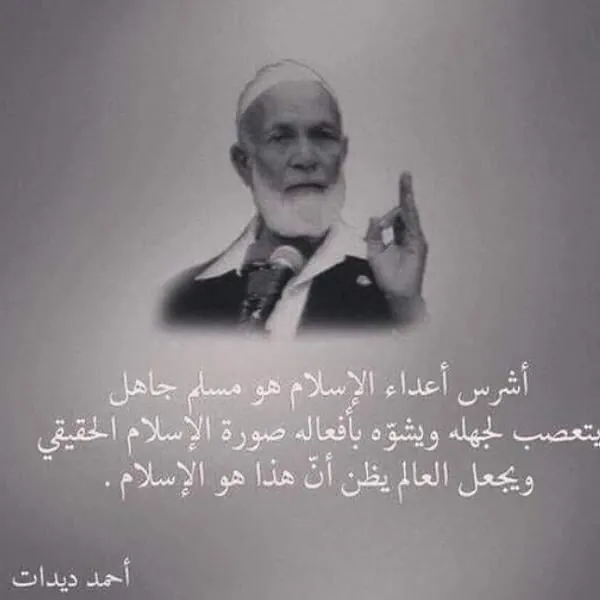 أشرس أعداء الإسلام هو مسلم جاهل
يتعصب لجهله ويشوّه بأفعاله صورة الإسلام الحقيقي
ويجعل العالم يظن أنّ هذا هو الإسلام .
أحمد ديدات